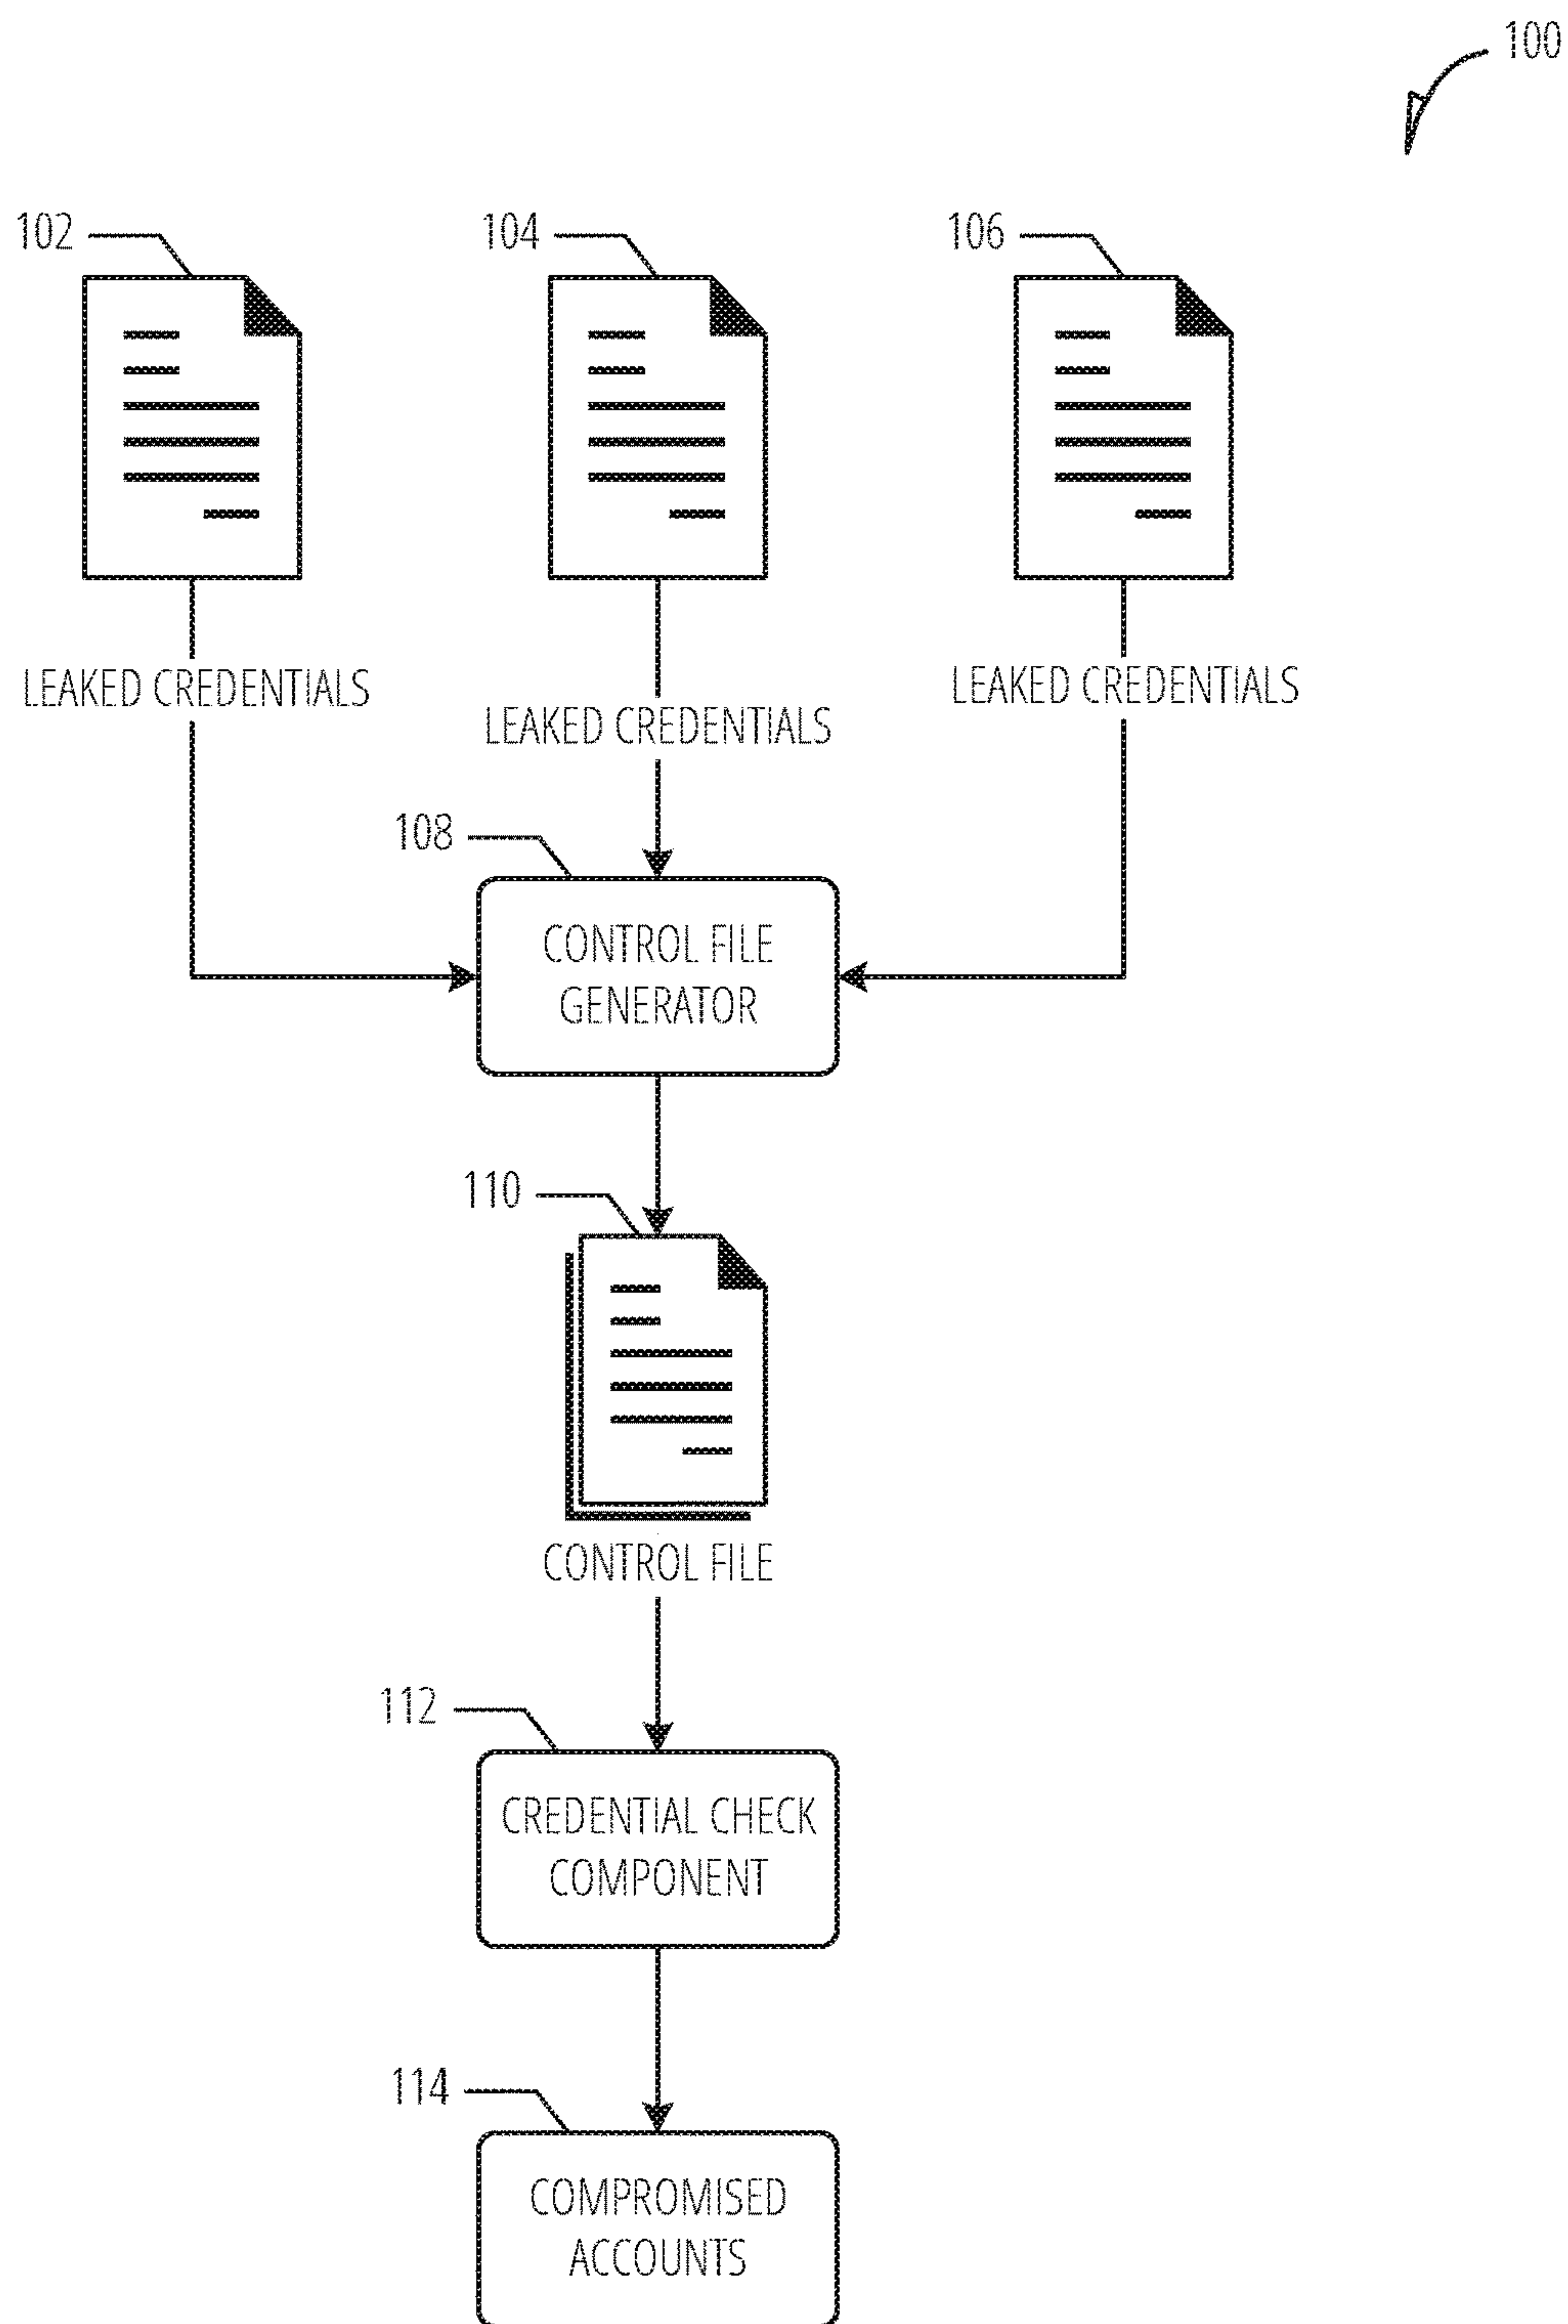 100
102
104
106
LEAKED CREDENTIALS
LEAKED CREDENTIALS
LEAKED CREDENTIALS
108
CONTROL FILE
GENERATOR
110
CONTROL FILE
112
CREDENTIAL CHECK
COMPONENT
114
COMPROMISED
ACCOUNTS